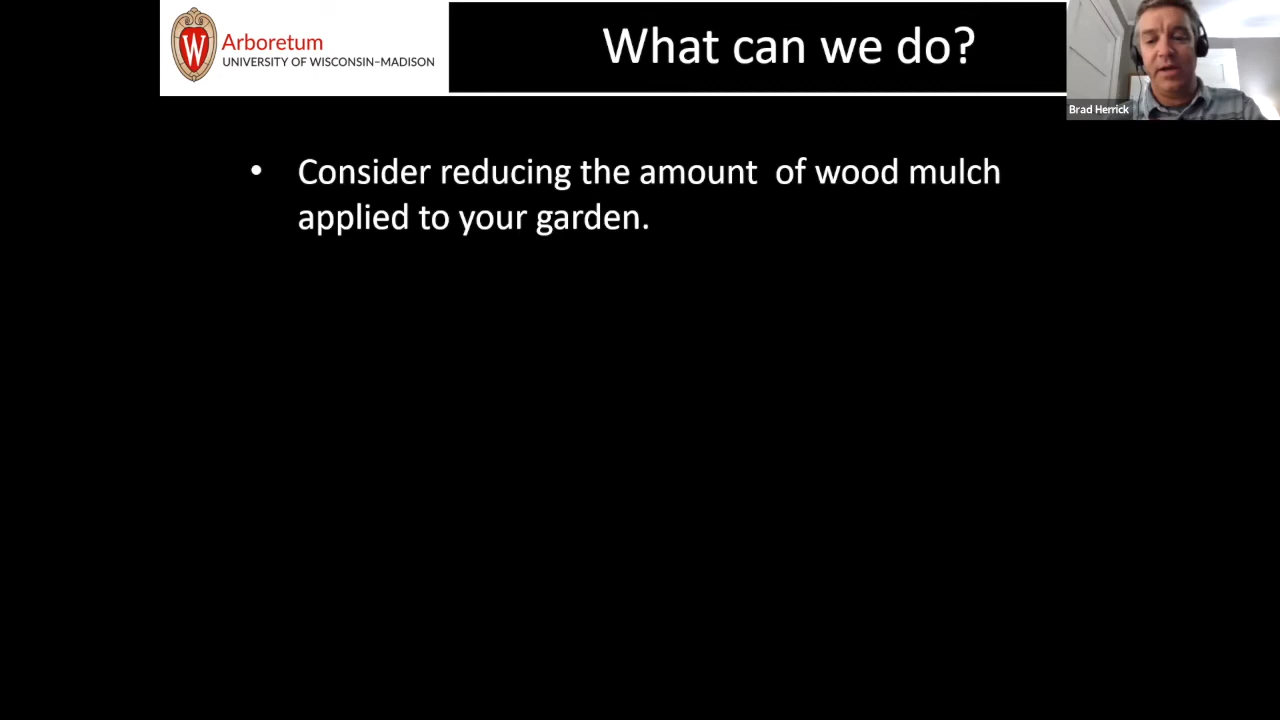 W
Arboretum
UNIVERSITY OF WISCONSIN–MADISON
What can we do?
Brad Herrick
• Consider reducing the amount  of wood mulch
applied to your garden.